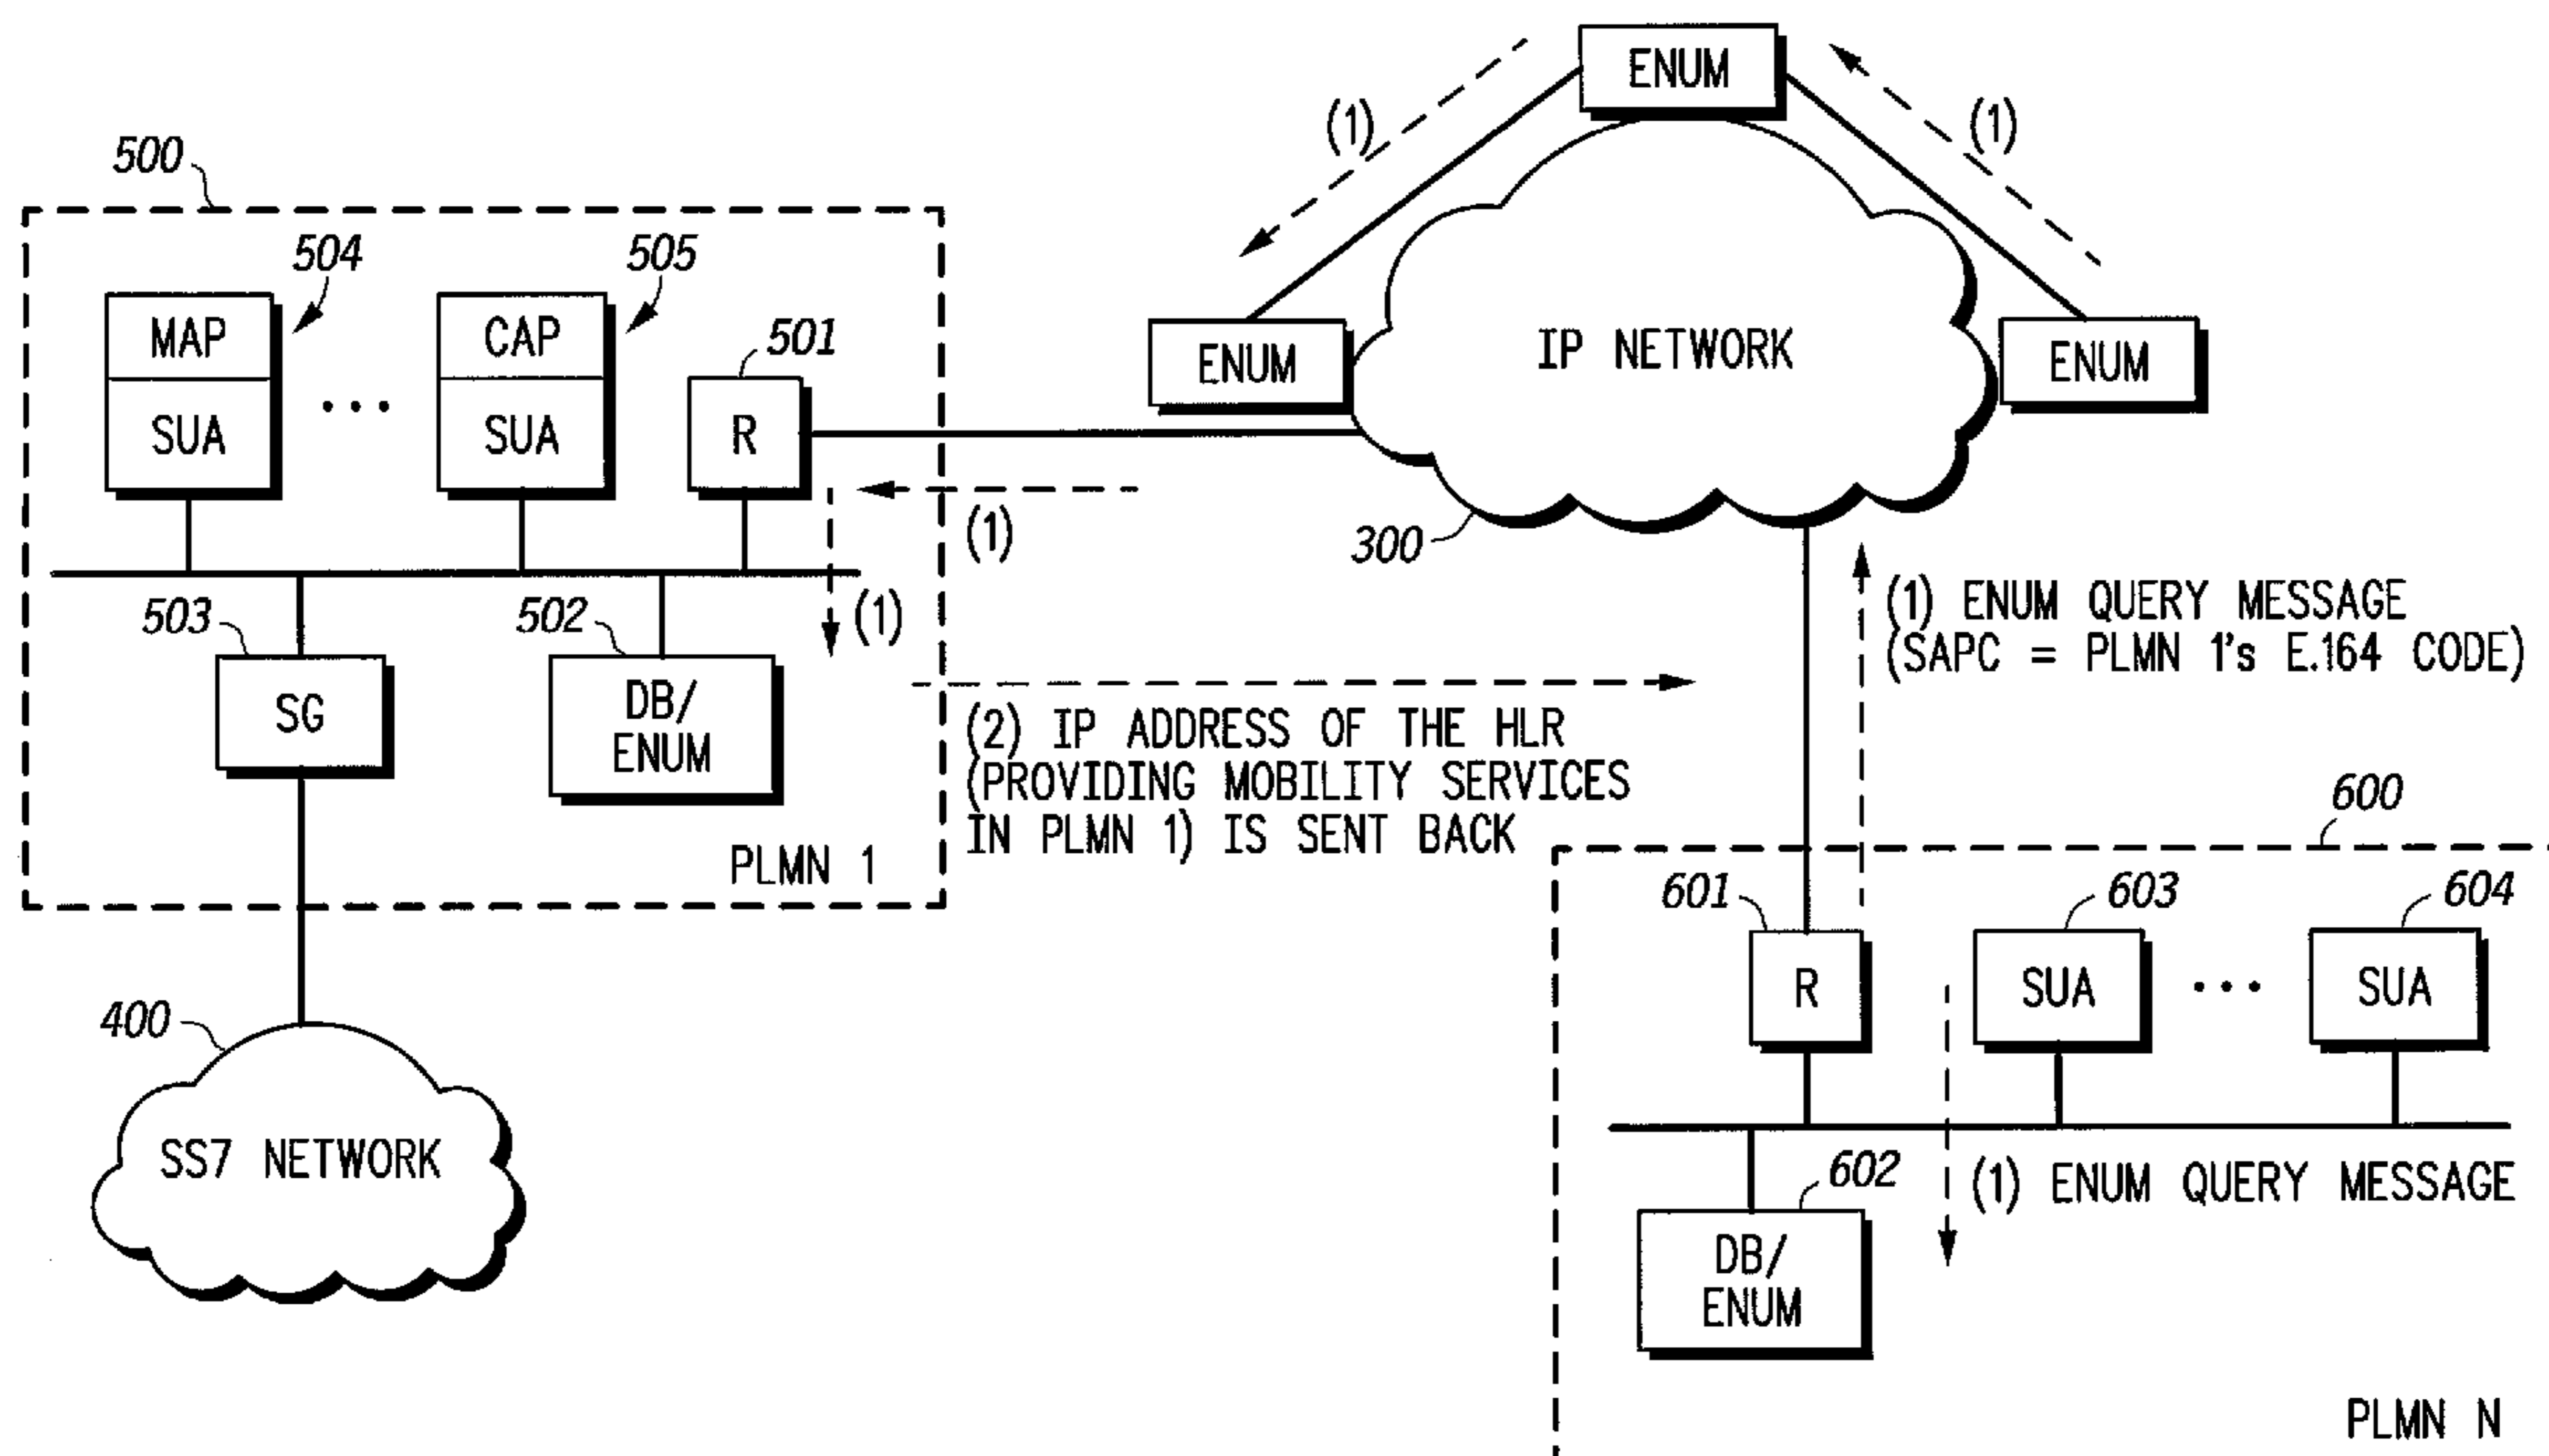 ENUM
(1)
(1)
500
504
505
501
MAP
SUA
...
CAP
SUA
R
ENUM
IP NETWORK
ENUM
(1)
300
(1)
503
502
SG
DB/
ENUM
PLMN 1
(1) ENUM QUERY MESSAGE
(SAPC = PLMN 1's E.164 CODE)
(2) IP ADDRESS OF THE HLR
(PROVIDING MOBILITY SERVICES
IN PLMN 1) IS SENT BACK
600
601
603
604
R
SUA
...
SUA
400
SS7 NETWORK
602
(1) ENUM QUERY MESSAGE
DB/
ENUM
PLMN N